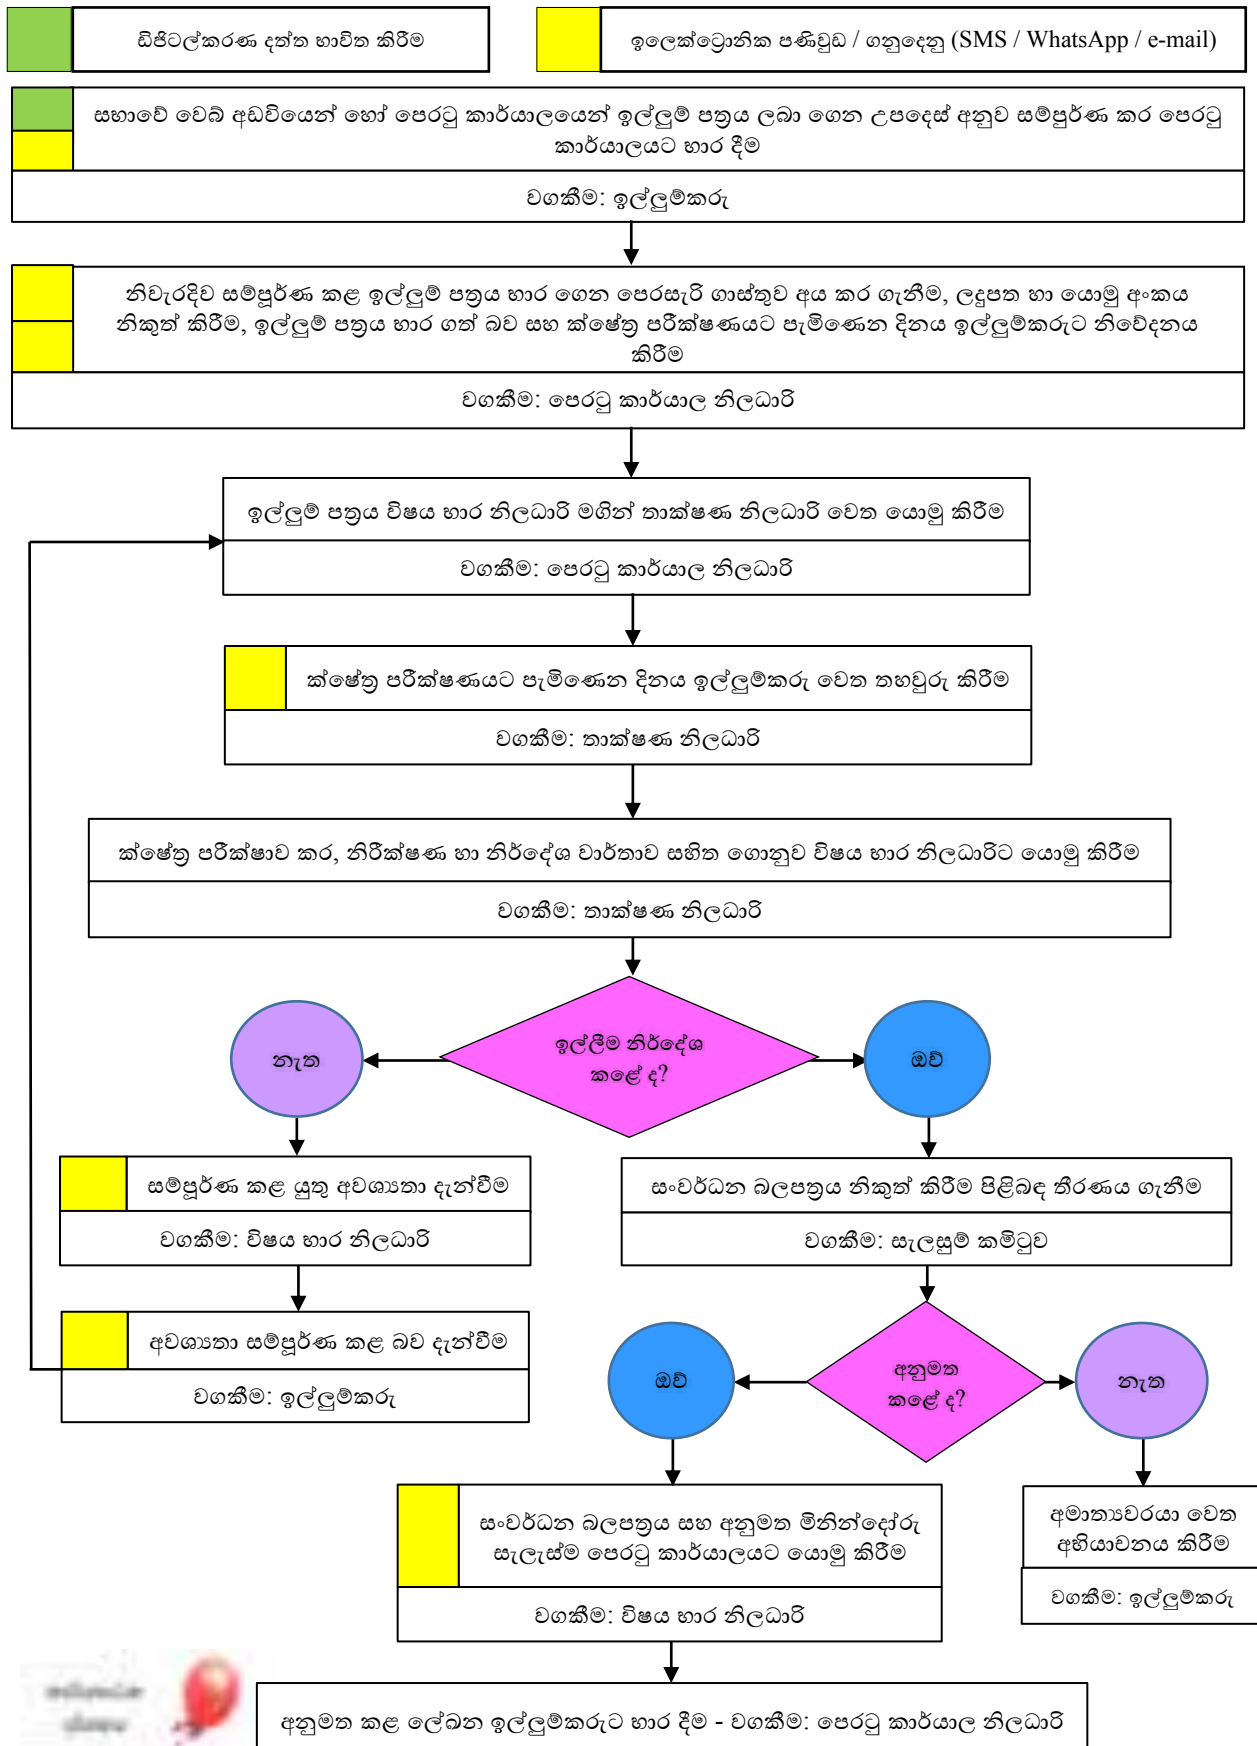 ඩිජිටල්කරණ දත්ත භාවිත කිරීම
ඉලෙක්ට්‍රොනික පණිවුඩ / ගනුදෙනු (SMS / WhatsApp / e-mail)
සභාවේ වෙබ් අඩවියෙන් හෝ පෙරටු කාර්යාලයෙන් ඉල්ලුම් පත්‍රය ලබා ගෙන උපදෙස් අනුව සම්පුර්ණ කර පෙරටු
කාර්යාලයට භාර දීම
වගකීම: ඉල්ලුම්කරු
නිවැරදිව සම්පූර්ණ කළ ඉල්ලුම් පත්‍රය භාර ගෙන පෙරසැරි ගාස්තුව අය කර ගැනීම, ලදුපත හා යොමු අංකය
නිකුත් කිරීම, ඉල්ලුම් පත්‍රය භාර ගත් බව සහ ක්ෂේත්‍ර පරීක්ෂණයට පැමිණෙන දිනය ඉල්ලුම්කරුට නිවේදනය
කිරීම
වගකීම: පෙරටු කාර්යාල නිලධාරි
ඉල්ලුම් පත්‍රය විෂය භාර නිලධාරි මගින් තාක්ෂණ නිලධාරි වෙත යොමු කිරීම
වගකීම: පෙරටු කාර්යාල නිලධාරි
ක්ෂේත්‍ර පරීක්ෂණයට පැමිණෙන දිනය ඉල්ලුම්කරු වෙත තහවුරු කිරීම
වගකීම: තාක්ෂණ නිලධාරි
ක්ෂේත්‍ර පරීක්ෂාව කර, නිරීක්ෂණ හා නිර්දේශ වාර්තාව සහිත ගොනුව විෂය භාර නිලධාරිට යොමු කිරීම
වගකීම: තාක්ෂණ නිලධාරි
ඉල්ලීම නිර්දේශ
කළේ ද?
නැත
ඔව්
සම්පූර්ණ කළ යුතු අවශ්‍යතා දැන්වීම
වගකීම: විෂය භාර නිලධාරි
සංවර්ධන බලපත්‍රය නිකුත් කිරීම පිළිබඳ තීරණය ගැනීම
වගකීම: සැලසුම් කමිටුව
අවශ්‍යතා සම්පූර්ණ කළ බව දැන්වීම
වගකීම: ඉල්ලුම්කරු
ඔව්
අනුමත
කළේ ද?
නැත
සංවර්ධන බලපත්‍රය සහ අනුමත මිනින්දෝරු
සැලැස්ම පෙරටු කාර්යාලයට යොමු කිරීම
වගකීම: විෂය භාර නිලධාරි
අමාත්‍යවරයා වෙත
අභියාචනය කිරීම
වගකීම: ඉල්ලුම්කරු
අනුමත කළ ලේඛන ඉල්ලුම්කරුට භාර දීම - වගකීම: පෙරටු කාර්යාල නිලධාරි